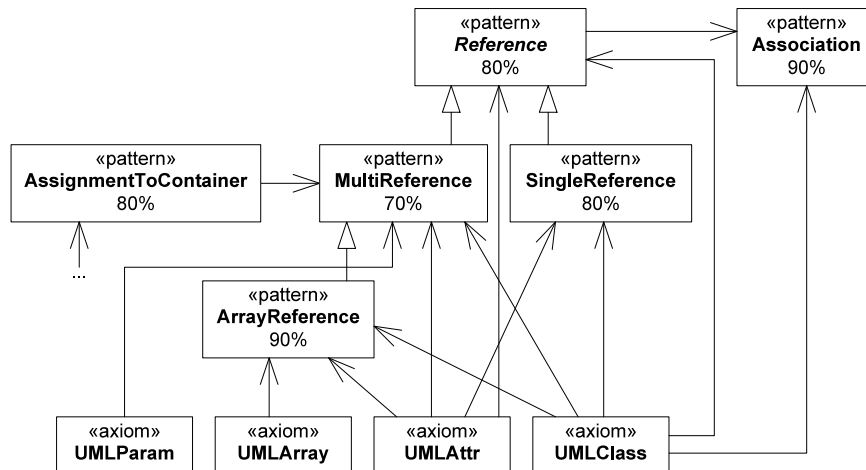 «pattern»
Reference
80%
«pattern»
Association
90%
«pattern»
AssignmentToContainer
80%
«pattern»
MultiReference
70%
«pattern»
SingleReference
80%
...
«pattern»
ArrayReference
90%
«axiom»
UMLParam
«axiom»
UMLArray
«axiom»
UMLAttr
«axiom»
UMLClass